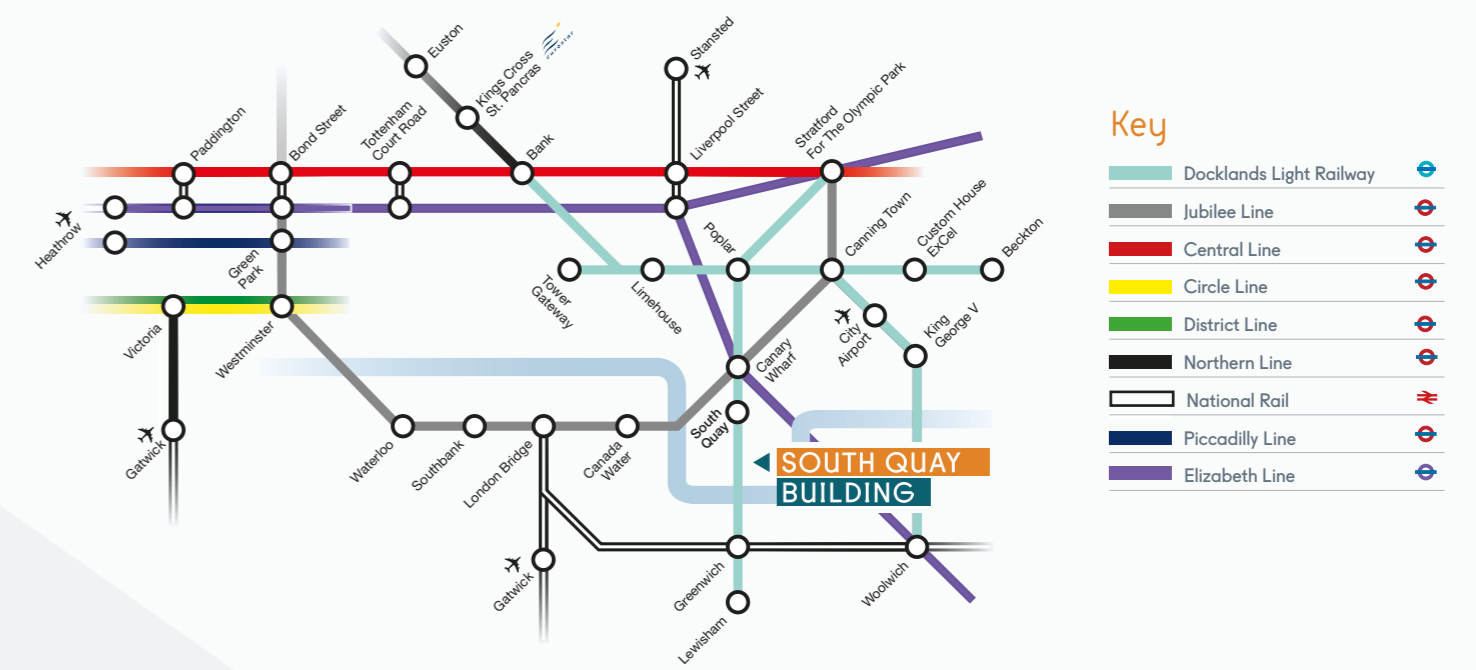 Euston
Kings Cross
St. Pancras
eurostar
Stansted
Paddington
Bond Street
Tottenham
Court Road
Bank
Liverpool Street
Stratford
For The Olympic Park
Heathrow
Green
Park
Poplar
Canning Town
Custom House
ExCel
Beckton
Tower
Gateway
Limehouse
Victoria
Westminster
Canary
Wharf
City
Airport
King
George V
Gatwick
Waterloo
Southbank
London Bridge
Canada
Water
South
Quay
SOUTH QUAY
BUILDING
Gatwick
Greenwich
Woolwich
Lewisham
Key
Docklands Light Railway
Jubilee Line
Central Line
Circle Line
District Line
Northern Line
National Rail
Piccadilly Line
Elizabeth Line